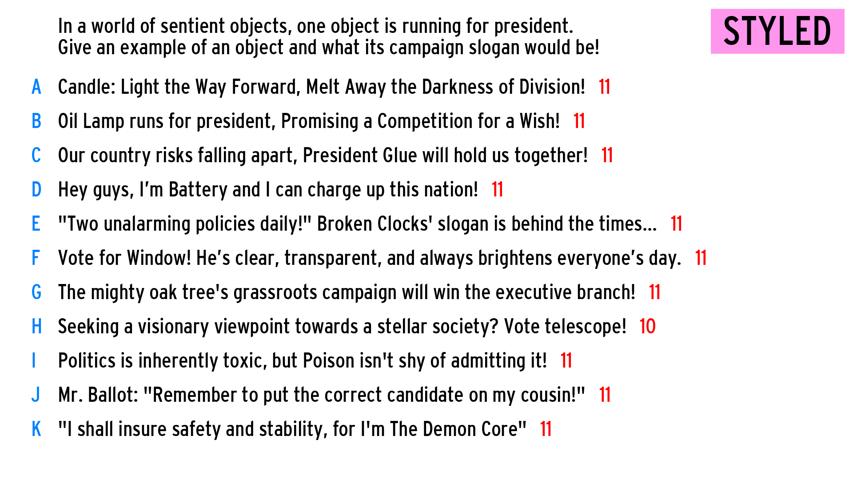 In a world of sentient objects, one object is running for president.
Give an example of an object and what its campaign slogan would be!
STYLED
A Candle: Light the Way Forward, Melt Away the Darkness of Division! 11
B Oil Lamp runs for president, Promising a Competition for a Wish! 11
C Our country risks falling apart, President Glue will hold us together! 11
D Hey guys, I'm Battery and I can charge up this nation! 11
E "Two unalarming policies daily!" Broken Clocks' slogan is behind the times... 11
F Vote for Window! He's clear, transparent, and always brightens everyone's day. 11
G The mighty oak tree's grassroots campaign will win the executive branch! 11
H Seeking a visionary viewpoint towards a stellar society? Vote telescope! 10
I Politics is inherently toxic, but Poison isn't shy of admitting it! 11
J Mr. Ballot: "Remember to put the correct candidate on my cousin!" 11
K "I shall insure safety and stability, for I'm The Demon Core" 11